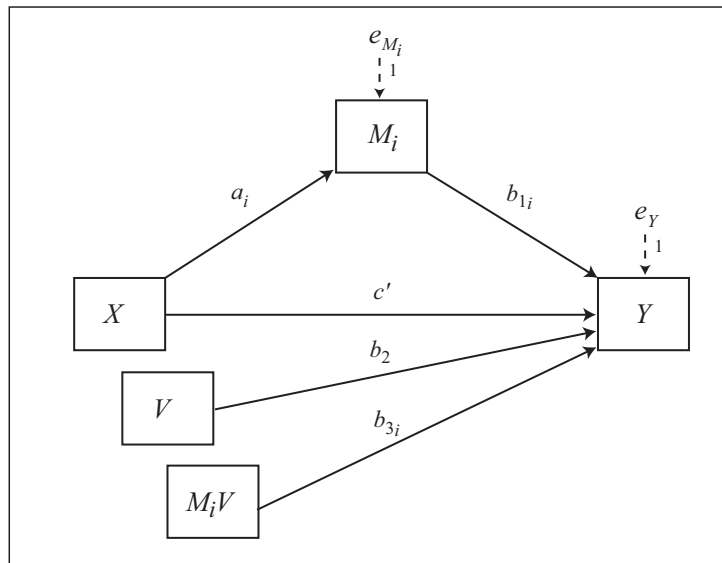 e_{M_i}
1
M_i
a_i
b_{1i}
e_Y
1
X
c′
Y
b_2
V
b_{3i}
M_iV